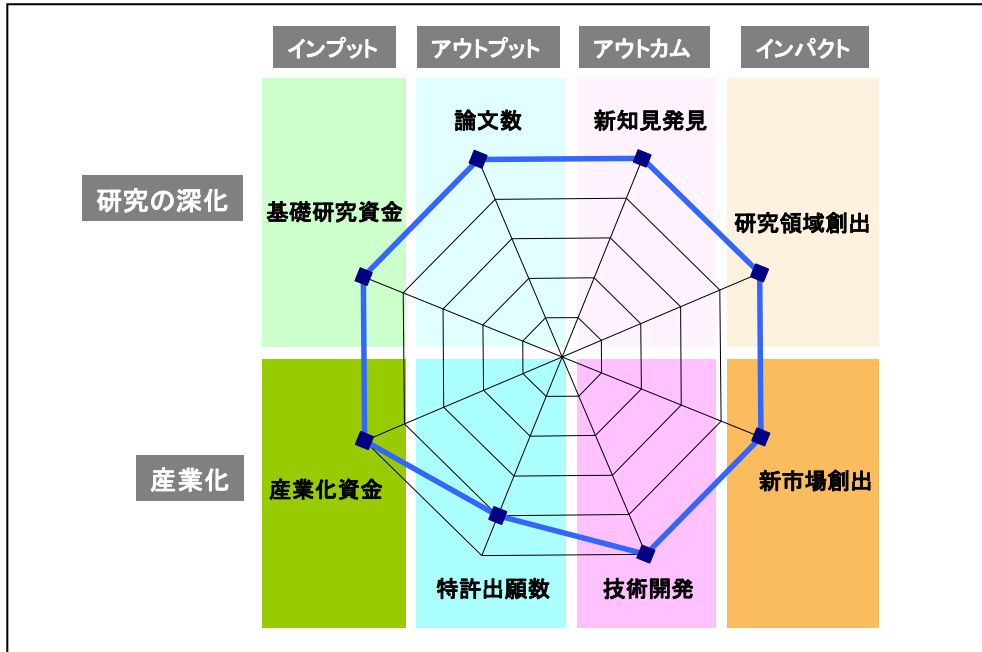 インプット
アウトプット
アウトカム
インパクト
論文数
新知見発見
研究の深化
基礎研究資金
研究領域創出
産業化
産業化資金
新市場創出
特許出願数
技術開発